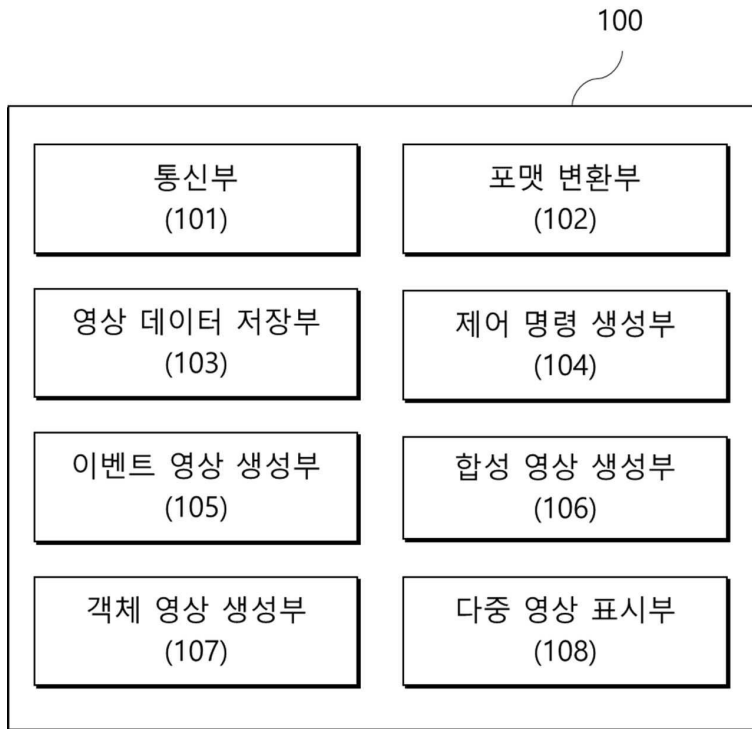 100
통신부
(101)
포맷 변환부
(102)
영상 데이터 저장부
(103)
제어 명령 생성부
(104)
이벤트 영상 생성부
(105)
합성 영상 생성부
(106)
객체 영상 생성부
(107)
다중 영상 표시부
(108)